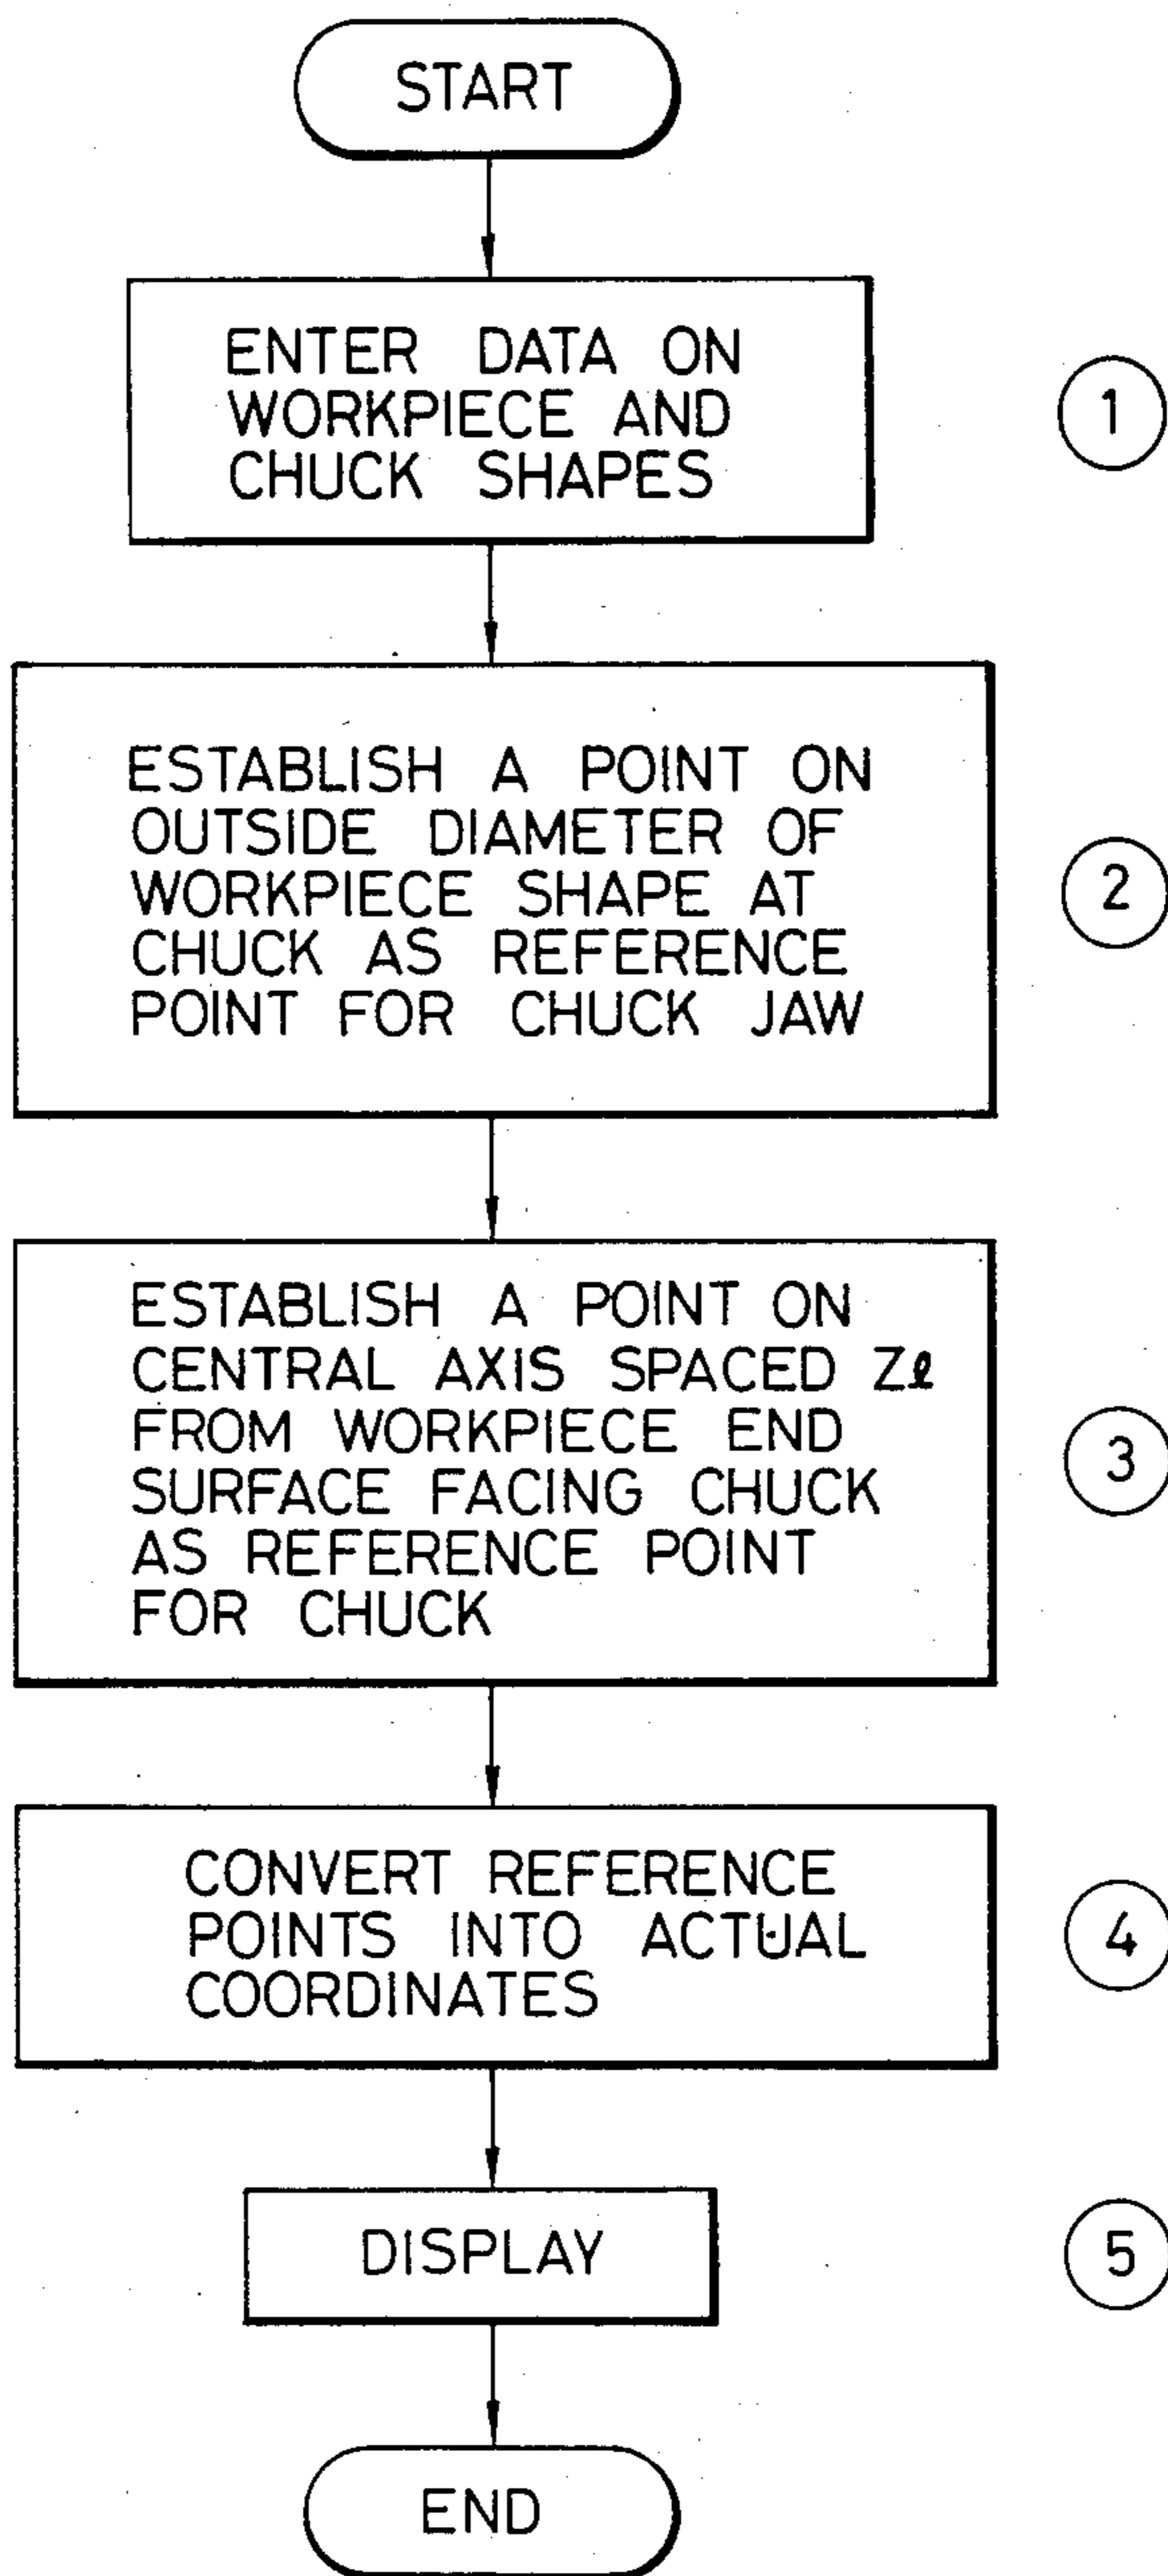 START
ENTER DATA ON
WORKPIECE AND
CHUCK SHAPES
1
ESTABLISH A POINT ON
OUTSIDE DIAMETER OF
WORKPIECE SHAPE AT
CHUCK AS REFERENCE
POINT FOR CHUCK JAW
2
ESTABLISH A POINT ON
CENTRAL AXIS SPACED Zℓ
FROM WORKPIECE END
SURFACE FACING CHUCK
AS REFERENCE POINT
FOR CHUCK
3
CONVERT REFERENCE
POINTS INTO ACTUAL
COORDINATES
4
DISPLAY
5
END